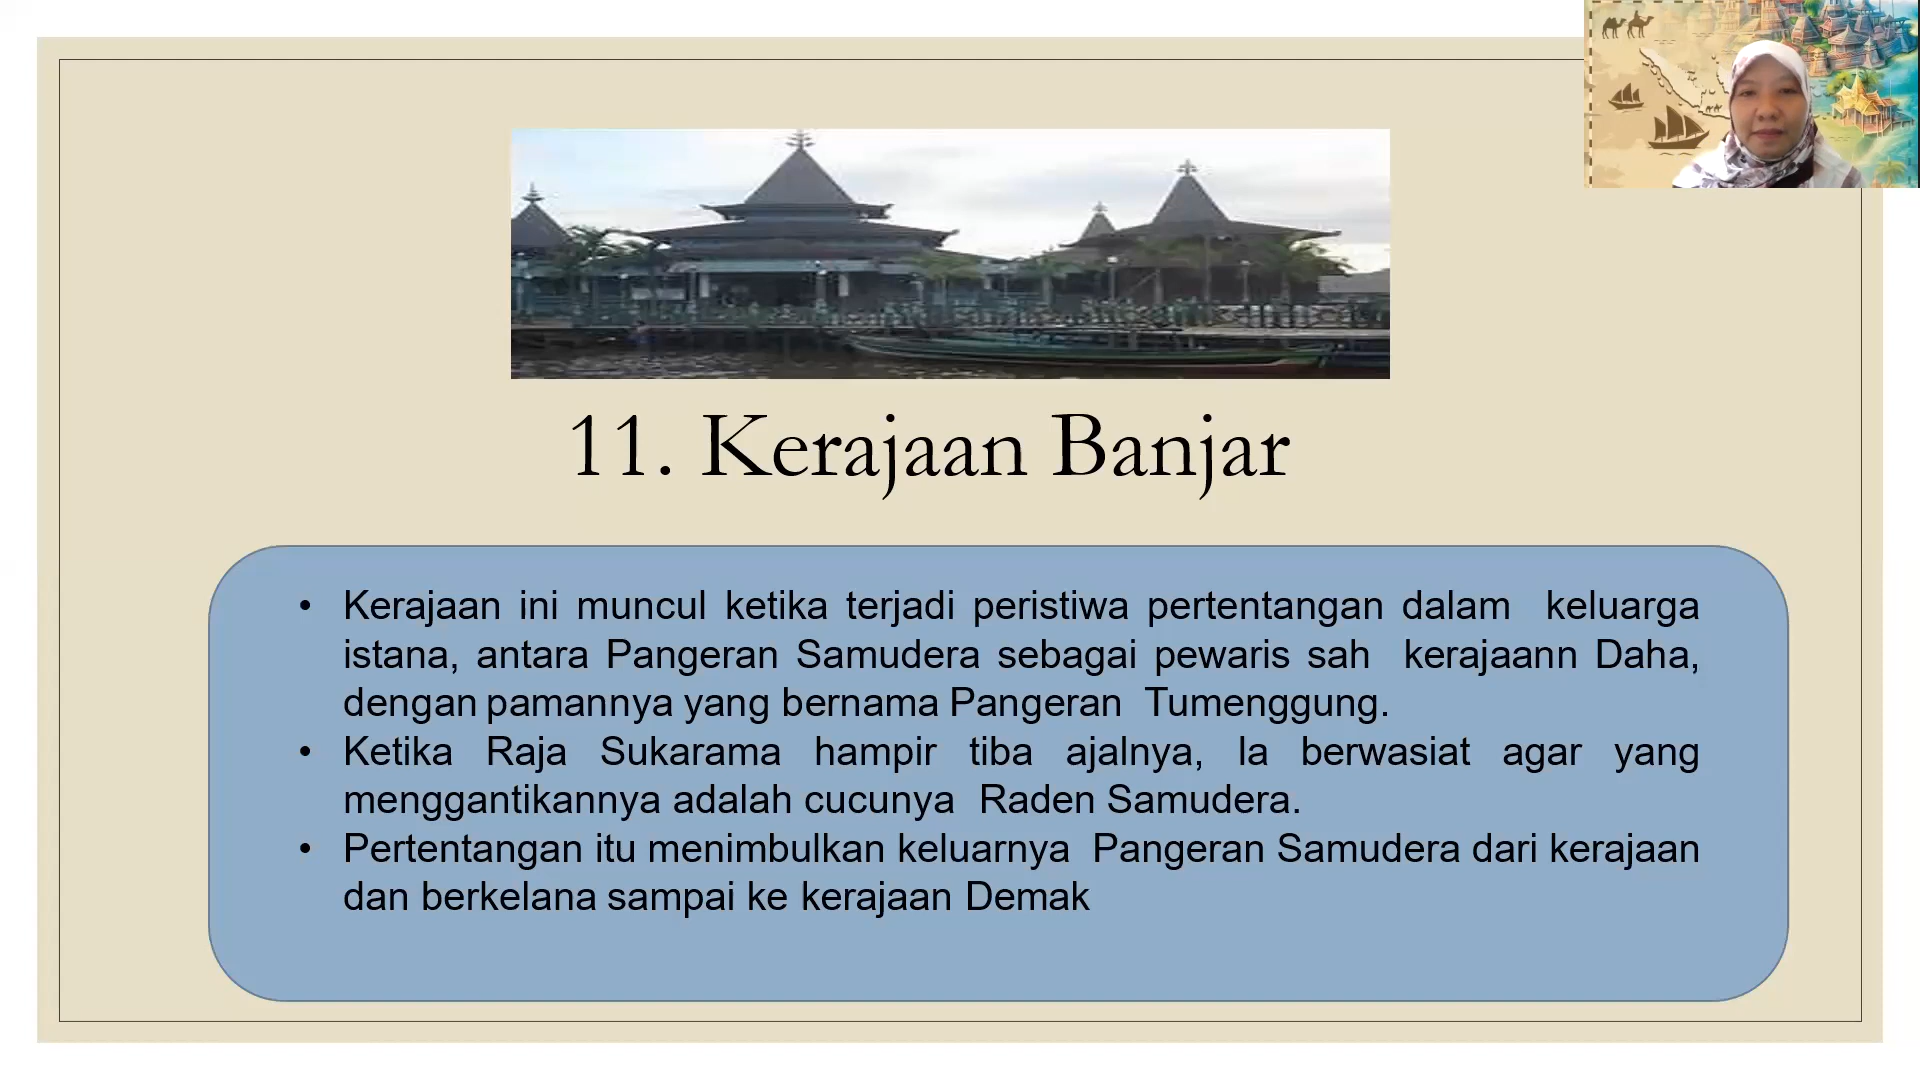 11. Kerajaan Banjar
• Kerajaan ini muncul ketika terjadi peristiwa pertentangan dalam keluarga
istana, antara Pangeran Samudera sebagai pewaris sah kerajaann Daha,
dengan pamannya yang bernama Pangeran Tumenggung.
• Ketika Raja Sukarama hampir tiba ajalnya, Ia berwasiat agar yang
menggantikannya adalah cucunya Raden Samudera.
• Pertentangan itu menimbulkan keluarnya Pangeran Samudera dari kerajaan
dan berkelana sampai ke kerajaan Demak